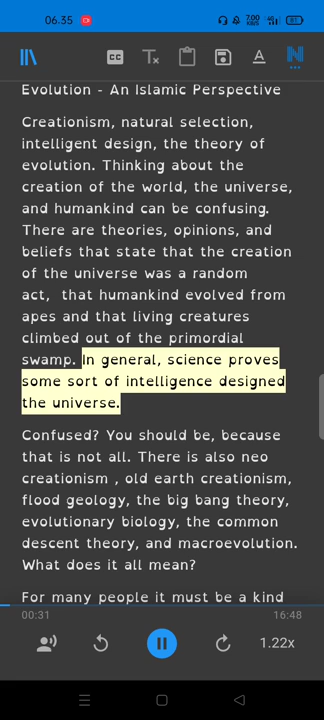 06.35
7.00
KB/S
4G
61
CC
A
N
Evolution - An Islamic Perspective
Creationism, natural selection,
intelligent design, the theory of
evolution. Thinking about the
creation of the world, the universe,
and humankind can be confusing.
There are theories, opinions, and
beliefs that state that the creation
of the universe was a random
act,  that humankind evolved from
apes and that living creatures
climbed out of the primordial
swamp. In general, science proves
some sort of intelligence designed
the universe.
Confused? You should be, because
that is not all. There is also neo
creationism , old earth creationism,
flood geology, the big bang theory,
evolutionary biology, the common
descent theory, and macroevolution.
What does it all mean?
For many people it must be a kind
00:31
16:48
1.22x